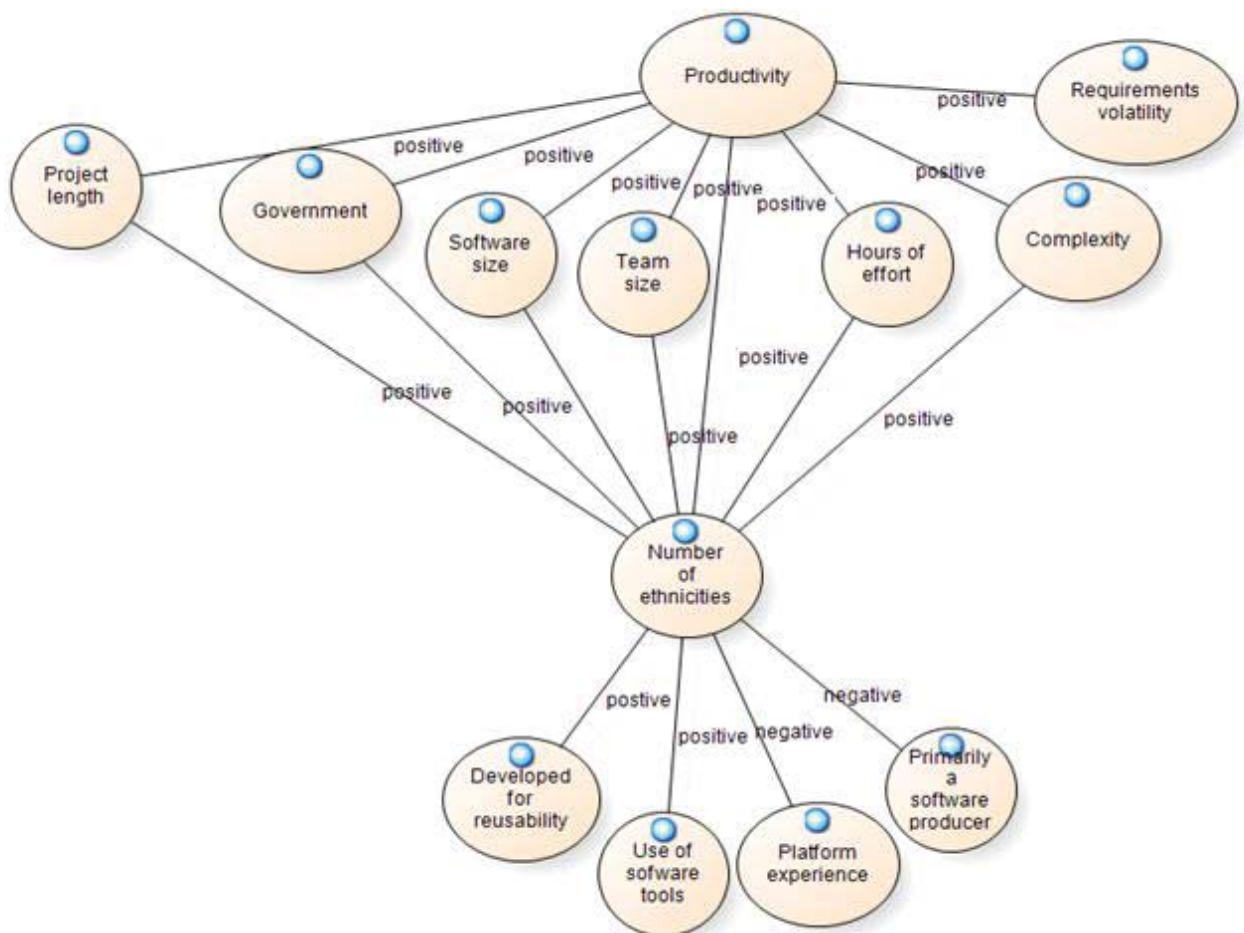 Productivity
Requirements
volatility
positive
Project
length
positive
positive
Government
positive
positive
positive
positive
Software
size
Team
size
Hours of
effort
Complexity
positive
positive
positive
positive
positive
Number
of
ethnicities
postive
positive
negative
negative
Developed
for
reusability
Use of
sofware
tools
Platform
experience
Primarily
a
software
producer